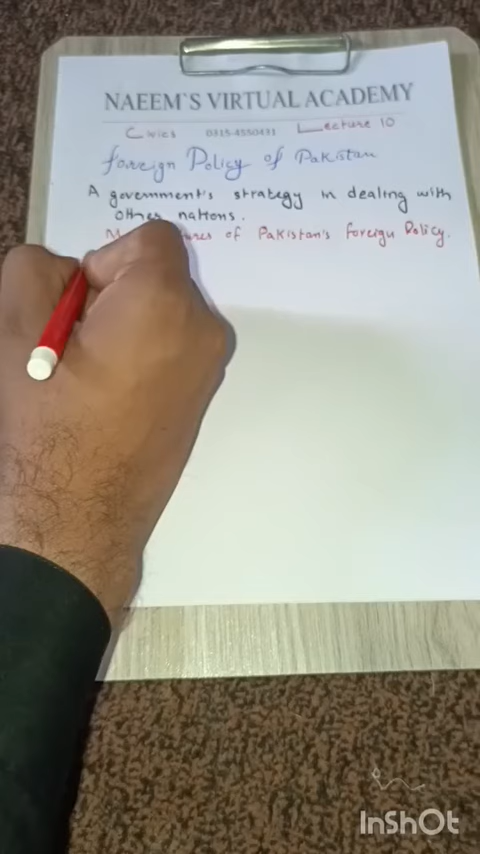 NAEEM`S VIRTUAL ACADEMY
Civics 0315-4550431 Lecture 10
Foreign Policy of Pakistan
A government's strategy in dealing with
other nations.
of Pakistan's foreign Policy.
InShOt